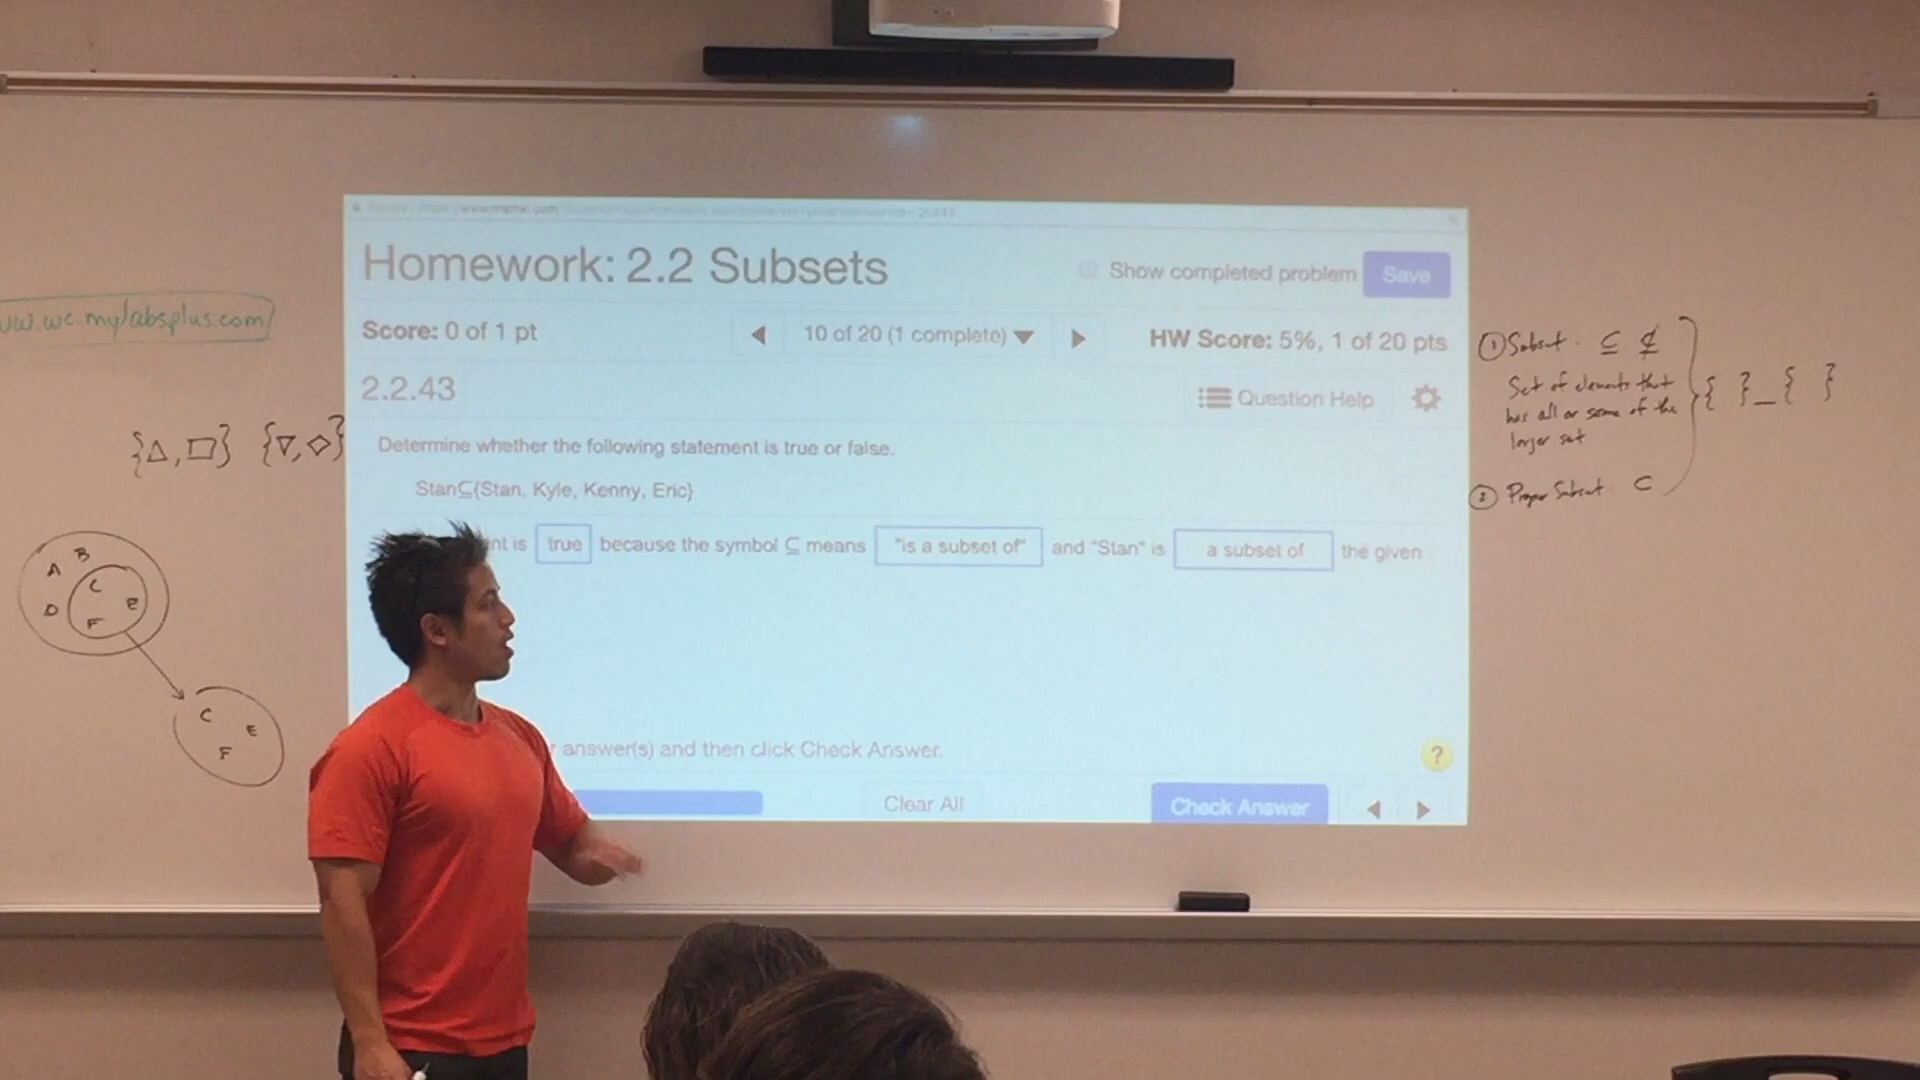 Homework: 2.2 Subsets
Show completed problem
Save
Score: 0 of 1 pt
10 of 20 (1 complete)
HW Score: 5%, 1 of 20 pts
2.2.43
Question Help
Determine whether the following statement is true or false.
Stan⊆{Stan, Kyle, Kenny, Eric}
nt is true because the symbol ⊆ means "is a subset of" and "Stan" is a subset of the given
answer(s) and then click Check Answer.
?
Clear All
Check Answer
ww.wc.mylabsplus.com/
{△,□} {▽,◇}
A B
C
D E
F
C E
F
① Subset ⊆ ⊈
Set of elements that
has all or some of the
larger set
{ }_{ }
② Proper Subset ⊂